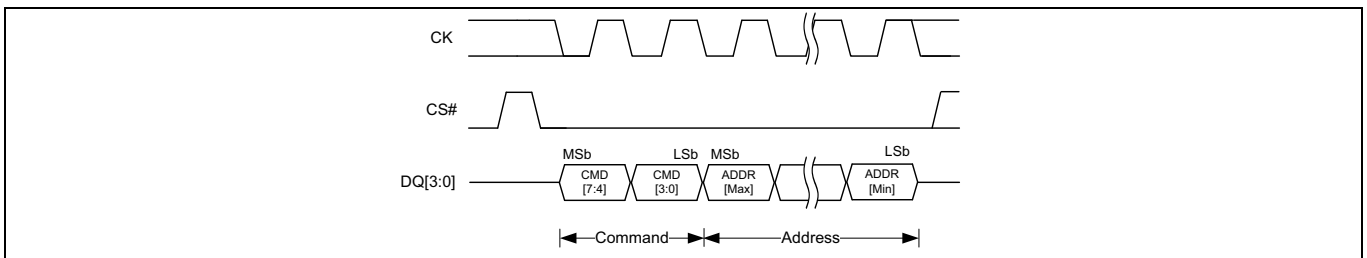 CK
CS#
MSb LSb MSb LSb
DQ[3:0] CMD CMD ADDR ADDR
[7:4] [3:0] [Max] [Min]
Command Address